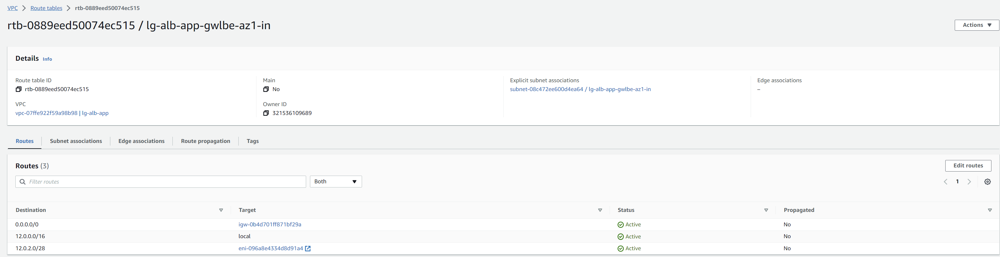 VPC > Route tables > rtb-0889eed50074ec515
rtb-0889eed50074ec515 / lg-alb-app-gwlbe-az1-in
Actions
Details Info
Route table ID
rtb-0889eed50074ec515
Main
No
Explicit subnet associations
subnet-08c472ee600d4ea64 / lg-alb-app-gwlbe-az1-in
Edge associations
–
VPC
vpc-07ffe922f59a98b98 | lg-alb-app
Owner ID
321536109689
Routes Subnet associations Edge associations Route propagation Tags
Routes (3)
Edit routes
Filter routes
Both
1
Destination Target Status Propagated
0.0.0.0/0 igw-0b4d701ff871bf29a Active No
12.0.0.0/16 local Active No
12.0.2.0/28 eni-096a8e4334d8d91a4 Active No